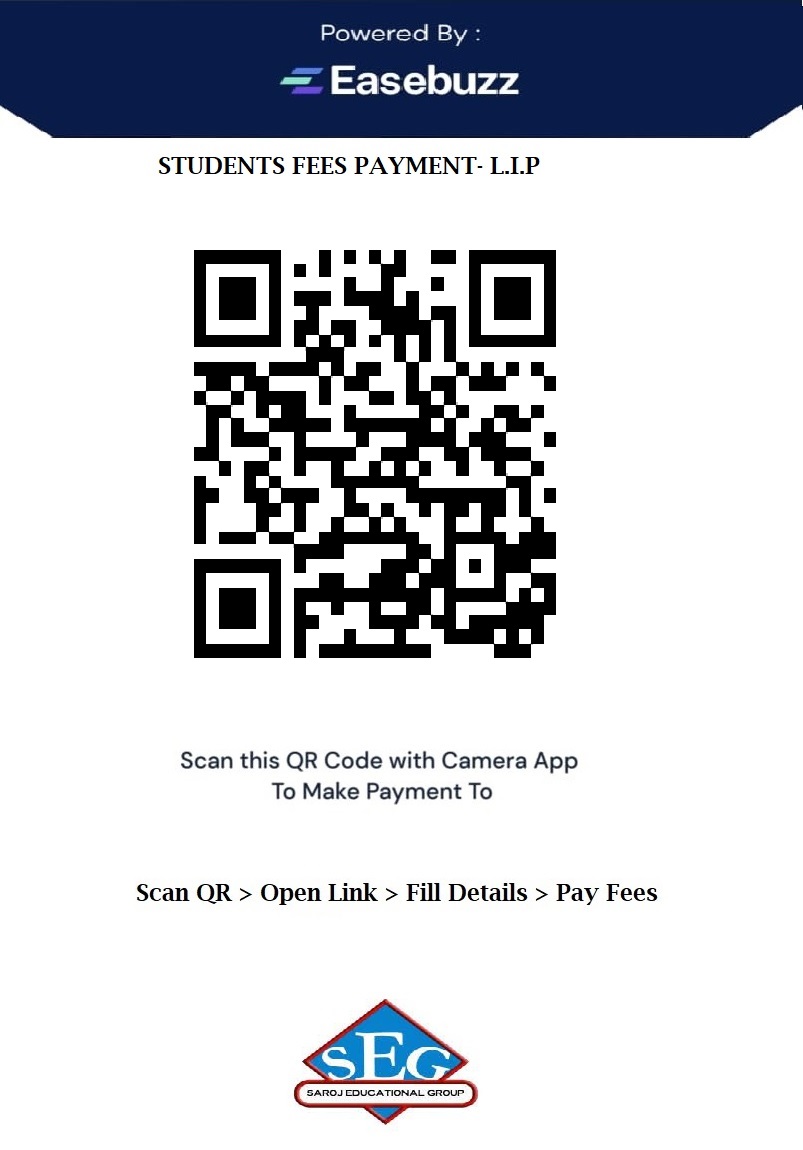 Powered By :
Easebuzz
STUDENTS FEES PAYMENT- L.I.P
Scan this QR Code with Camera App
To Make Payment To
Scan QR > Open Link > Fill Details > Pay Fees
SEG
SAROJ EDUCATIONAL GROUP